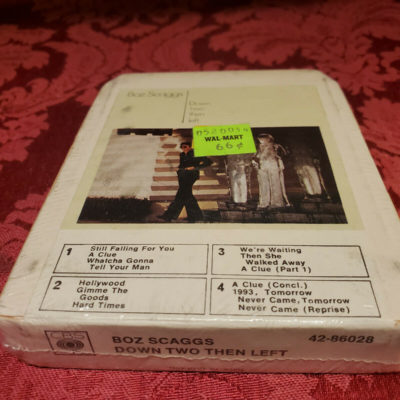 Boz Scaggs
Down
Two
then
left
0526034
WAL-MART
66¢
1
Still Falling For You
A Clue
Whatcha Gonna
Tell Your Man
3
We're Waiting
Then She
Walked Away
A Clue (Part 1)
2
Hollywood
Gimme The
Goods
Hard Times
4
A Clue (Concl.)
1993, Tomorrow
Never Came, Tomorrow
Never Came (Reprise)
CBS
BOZ SCAGGS
DOWN TWO THEN LEFT
42-86028